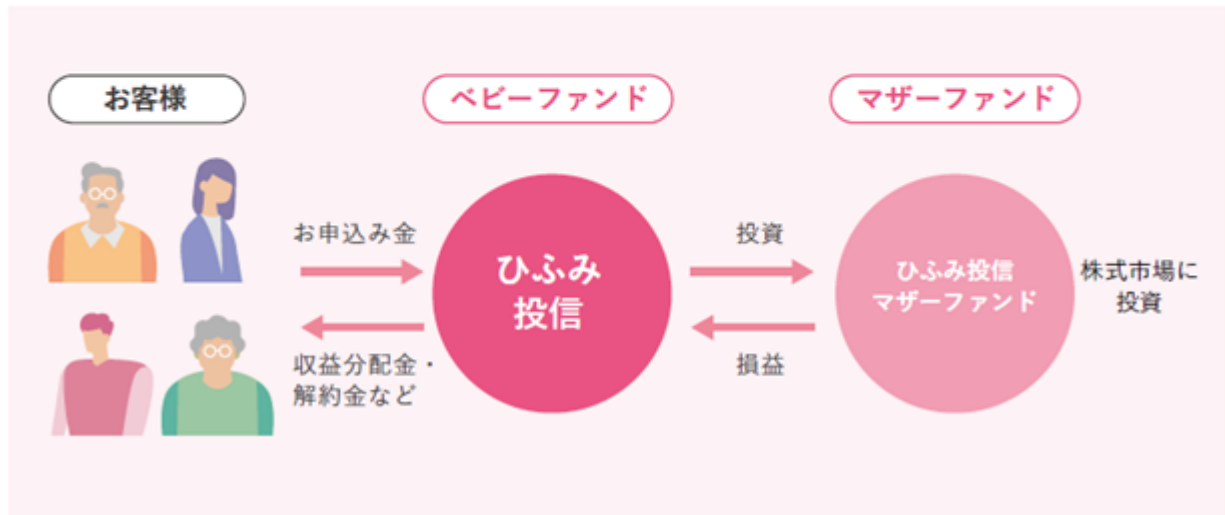 お客様
ベビーファンド
マザーファンド
お申込み金
収益分配金・
解約金など
ひふみ
投信
投資
損益
ひふみ投信
マザーファンド
株式市場に
投資